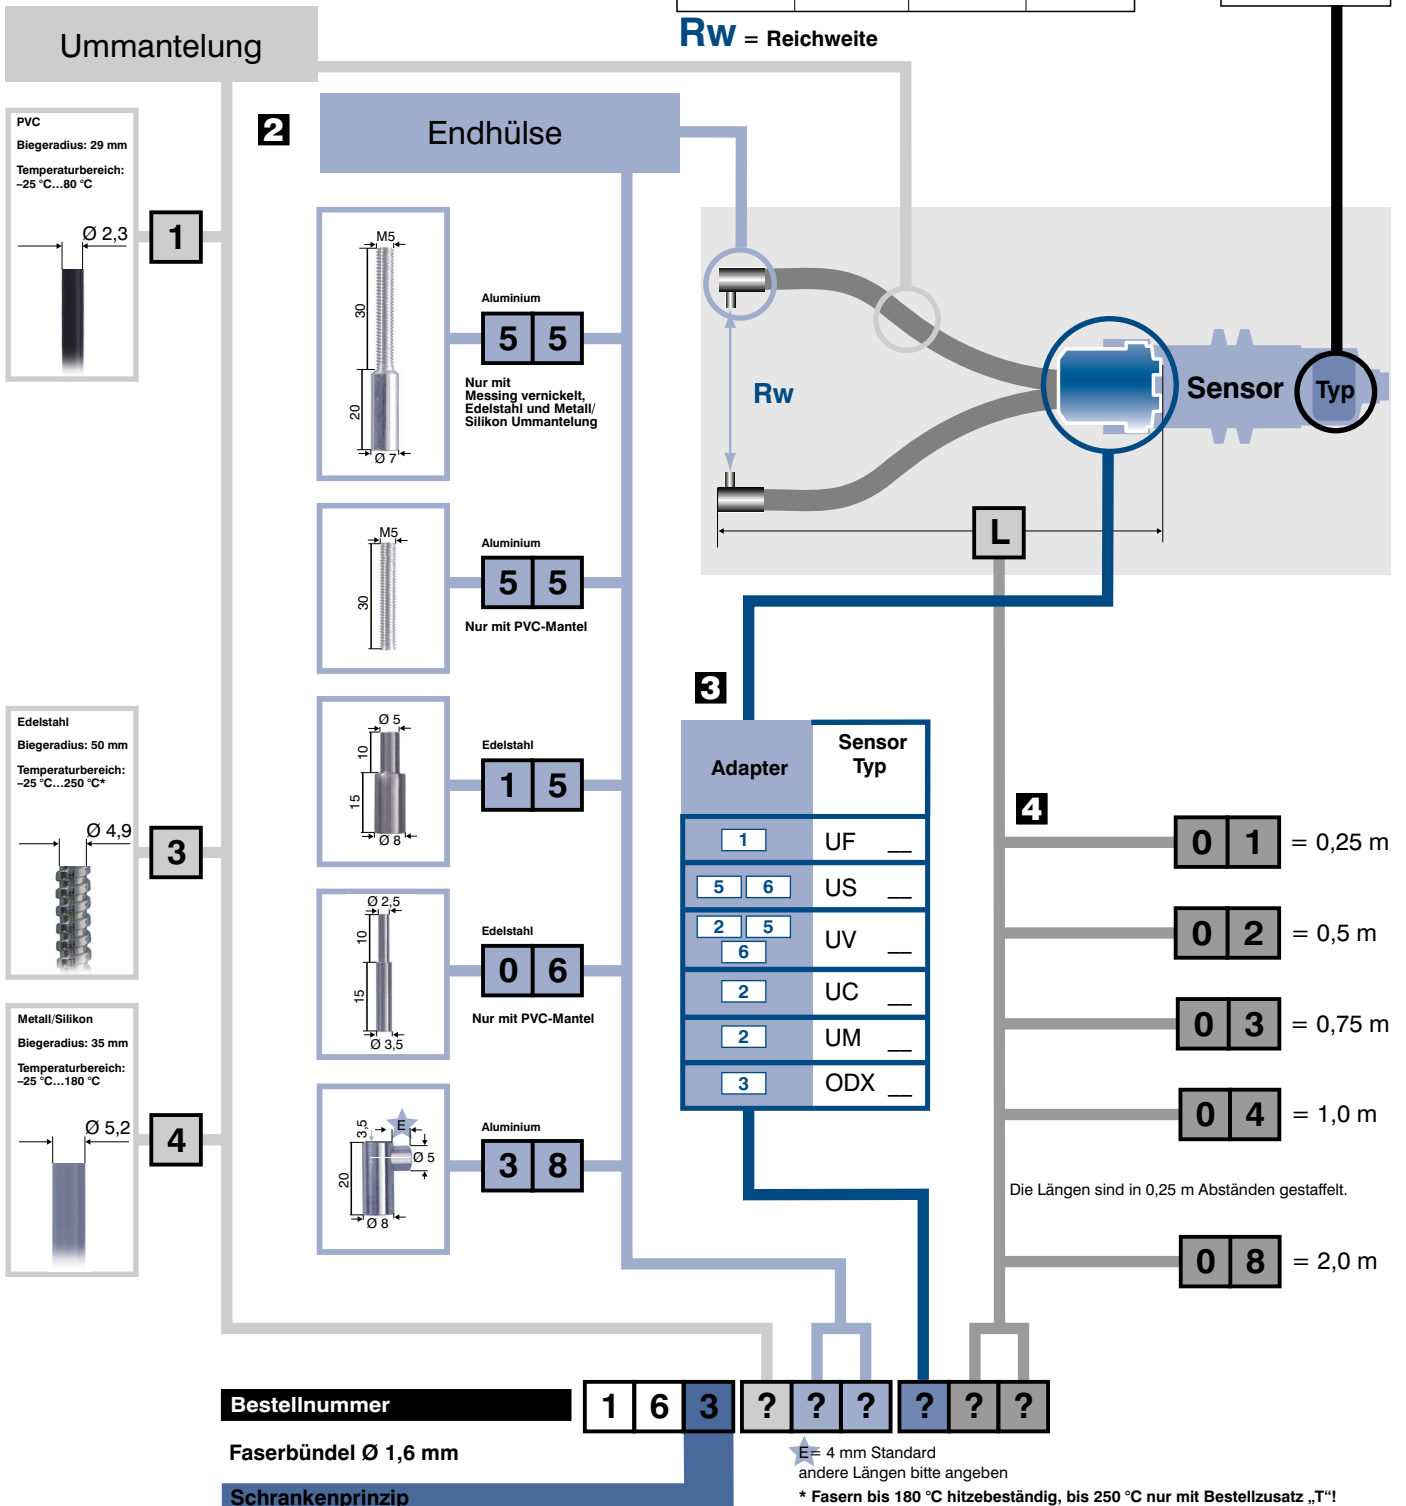 Rw = Reichweite
Ummantelung
PVC
Biegeradius: 29 mm
Temperaturbereich:
–25 °C...80 °C
Ø 2,3
1
2
Endhülse
M5
30
20
Ø 7
Aluminium
5 5
Nur mit
Messing vernickelt,
Edelstahl und Metall/
Silikon Ummantelung
Rw
Sensor
Typ
L
M5
30
Aluminium
5 5
Nur mit PVC-Mantel
Edelstahl
Biegeradius: 50 mm
Temperaturbereich:
–25 °C...250 °C*
Ø 4,9
3
Ø 5
10
15
Ø 8
Edelstahl
1 5
Ø 2,5
10
15
Ø 3,5
Edelstahl
0 6
Nur mit PVC-Mantel
Metall/Silikon
Biegeradius: 35 mm
Temperaturbereich:
–25 °C...180 °C
Ø 5,2
4
3,5
E
Ø 5
20
Ø 8
Aluminium
3 8
3
Adapter
Sensor
Typ
1 UF __
5 6 US __
2 5 6 UV __
2 UC __
2 UM __
3 ODX __
4
0 1 = 0,25 m
0 2 = 0,5 m
0 3 = 0,75 m
0 4 = 1,0 m
Die Längen sind in 0,25 m Abständen gestaffelt.
0 8 = 2,0 m
Bestellnummer
1 6 3 ? ? ? ? ? ?
Faserbündel Ø 1,6 mm
E= 4 mm Standard
andere Längen bitte angeben
* Fasern bis 180 °C hitzebeständig, bis 250 °C nur mit Bestellzusatz „T“!
Schrankenprinzip